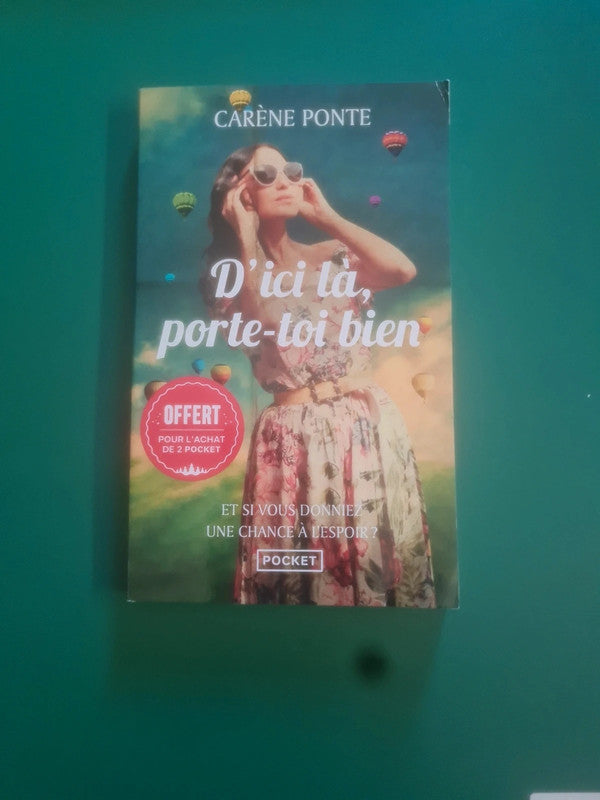 CARÈNE PONTE
D'ici là,
porte-toi bien
OFFERT
POUR L'ACHAT
DE 2 POCKET
ET SI VOUS DONNIEZ
UNE CHANCE À L'ESPOIR ?
POCKET